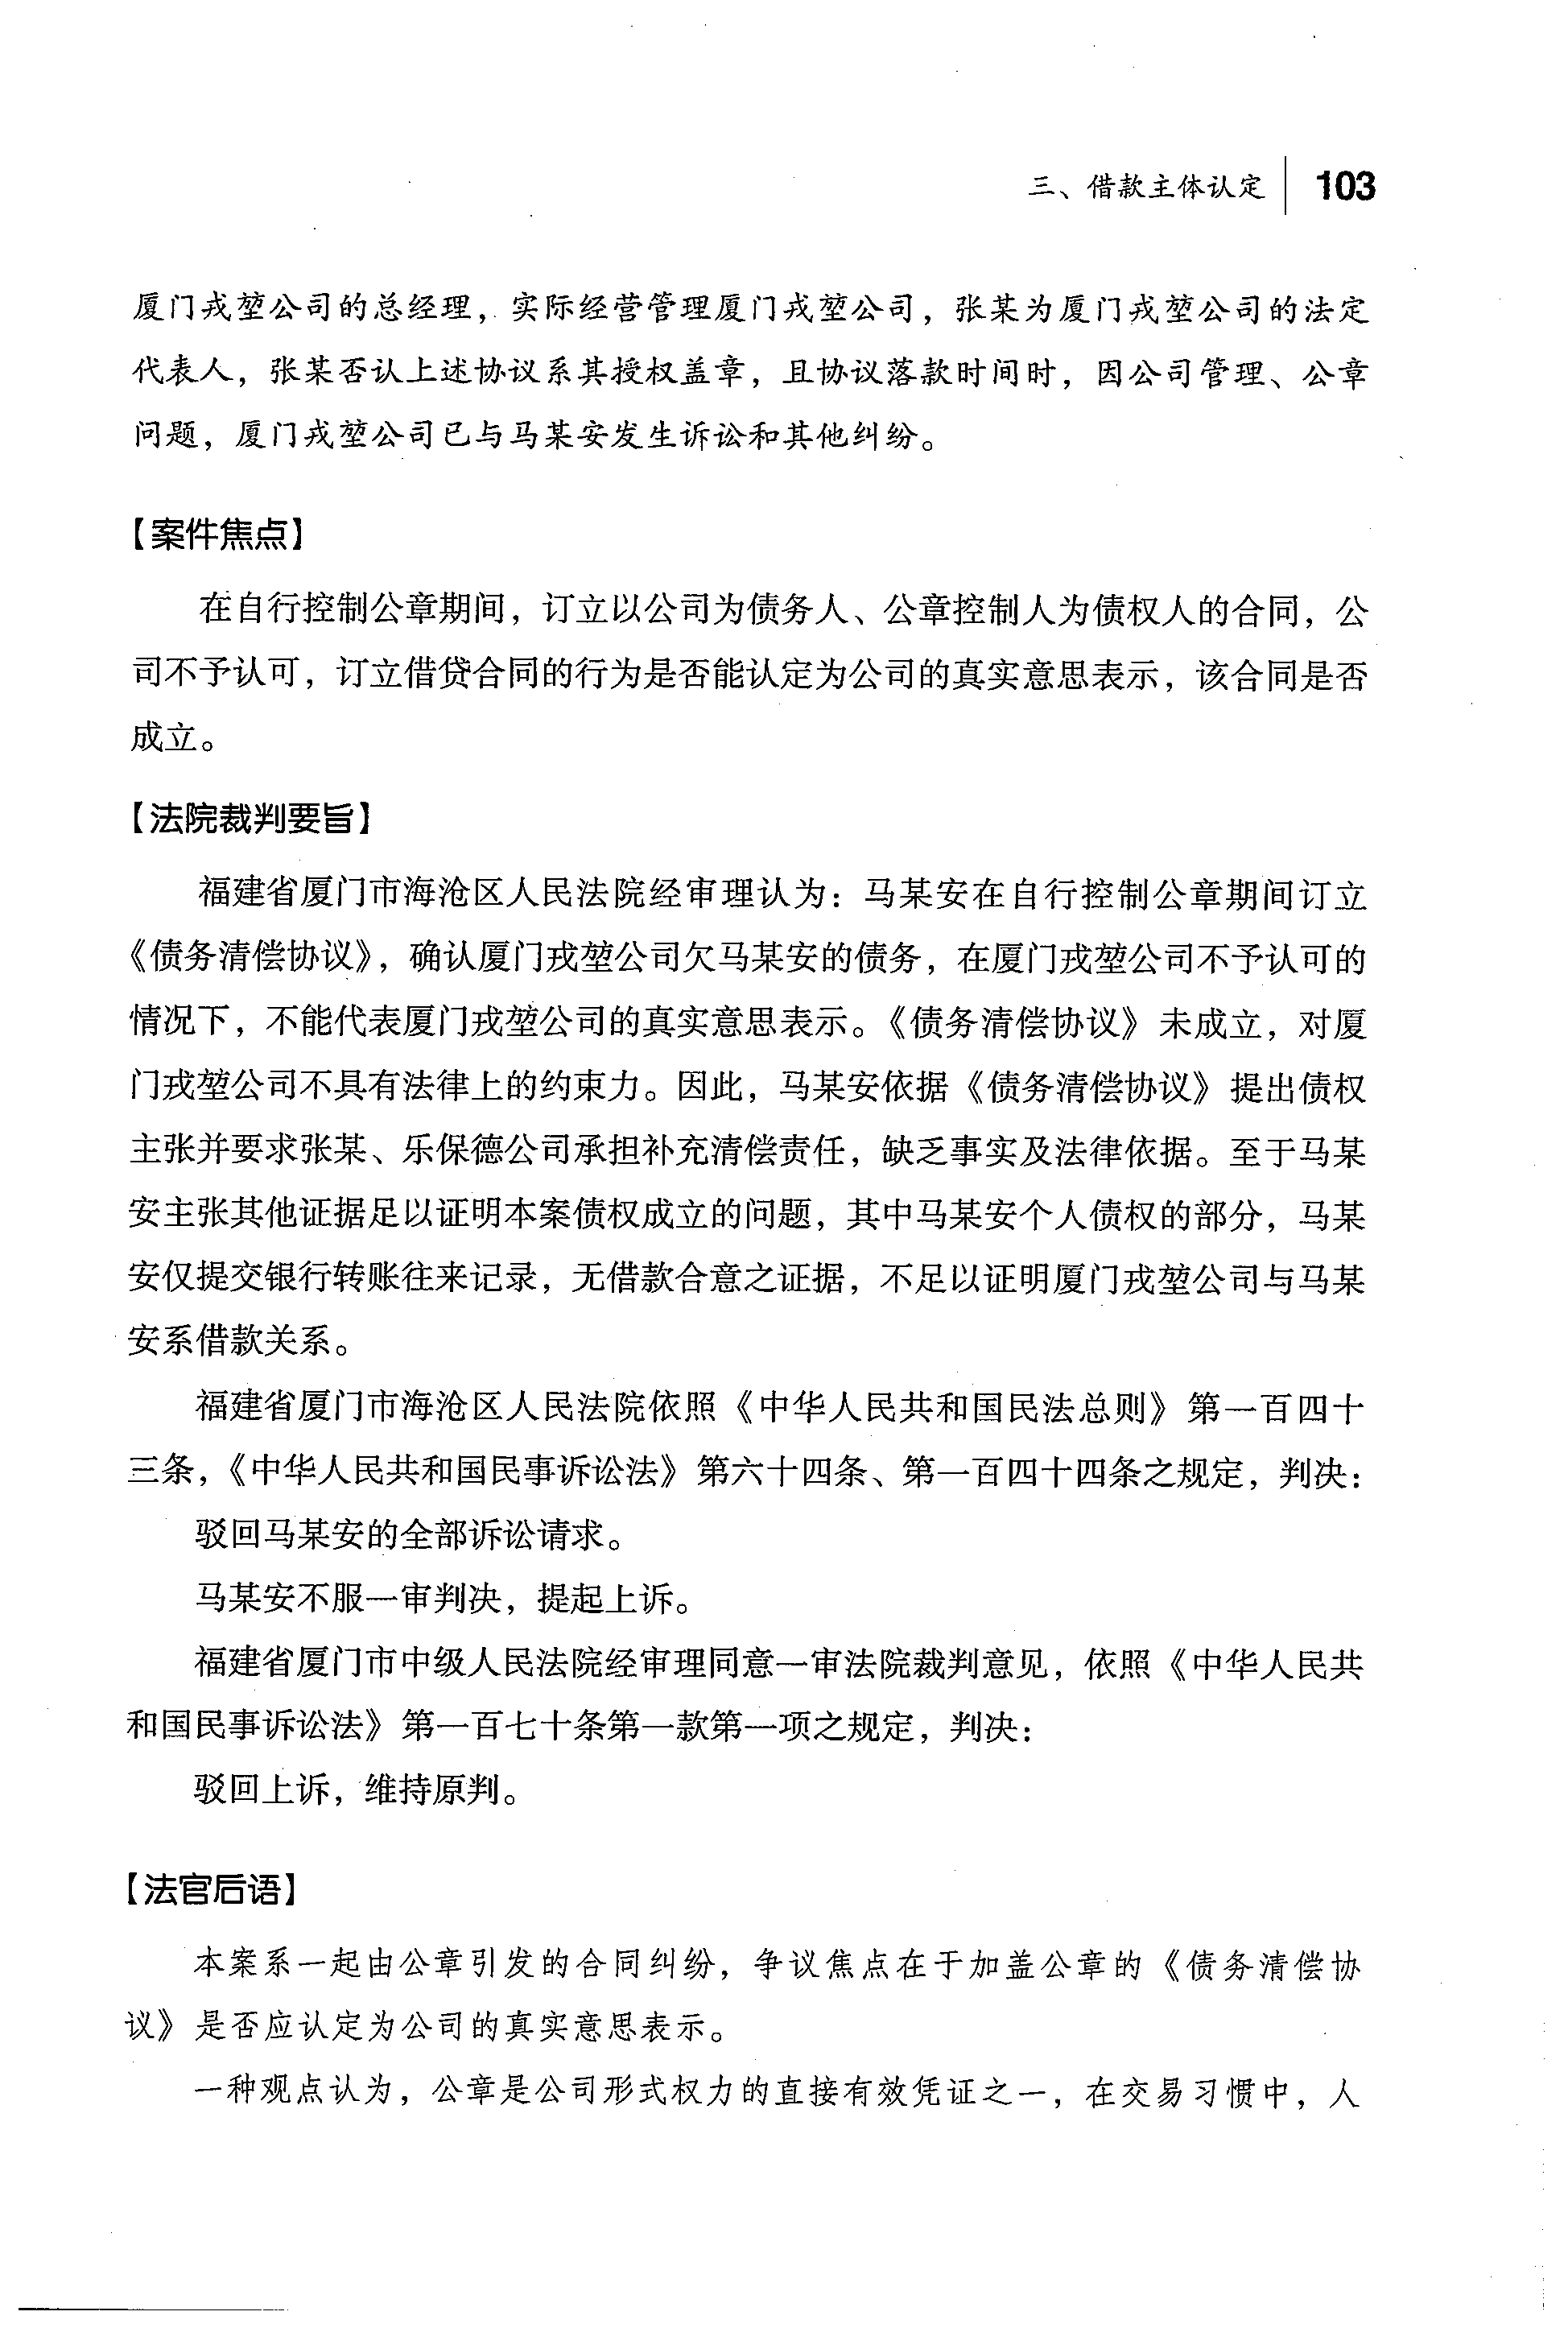 三、借款主体认定 103
厦门戎堃公司的总经理，实际经营管理厦门戎堃公司，张某为厦门戎堃公司的法定
代表人，张某否认上述协议系其授权盖章，且协议落款时间时，因公司管理、公章
问题，厦门戎堃公司已与马某安发生诉讼和其他纠纷。
【案件焦点】
在自行控制公章期间，订立以公司为债务人、公章控制人为债权人的合同，公
司不予认可，订立借贷合同的行为是否能认定为公司的真实意思表示，该合同是否
成立。
【法院裁判要旨】
福建省厦门市海沧区人民法院经审理认为：马某安在自行控制公章期间订立
《债务清偿协议》，确认厦门戎堃公司欠马某安的债务，在厦门戎堃公司不予认可的
情况下，不能代表厦门戎堃公司的真实意思表示。《债务清偿协议》未成立，对厦
门戎堃公司不具有法律上的约束力。因此，马某安依据《债务清偿协议》提出债权
主张并要求张某、乐保德公司承担补充清偿责任，缺乏事实及法律依据。至于马某
安主张其他证据足以证明本案债权成立的问题，其中马某安个人债权的部分，马某
安仅提交银行转账往来记录，无借款合意之证据，不足以证明厦门戎堃公司与马某
安系借款关系。
福建省厦门市海沧区人民法院依照《中华人民共和国民法总则》第一百四十
三条，《中华人民共和国民事诉讼法》第六十四条、第一百四十四条之规定，判决：
驳回马某安的全部诉讼请求。
马某安不服一审判决，提起上诉。
福建省厦门市中级人民法院经审理同意一审法院裁判意见，依照《中华人民共
和国民事诉讼法》第一百七十条第一款第一项之规定，判决：
驳回上诉，维持原判。
【法官后语】
本案系一起由公章引发的合同纠纷，争议焦点在于加盖公章的《债务清偿协
议》是否应认定为公司的真实意思表示。
一种观点认为，公章是公司形式权力的直接有效凭证之一，在交易习惯中，人